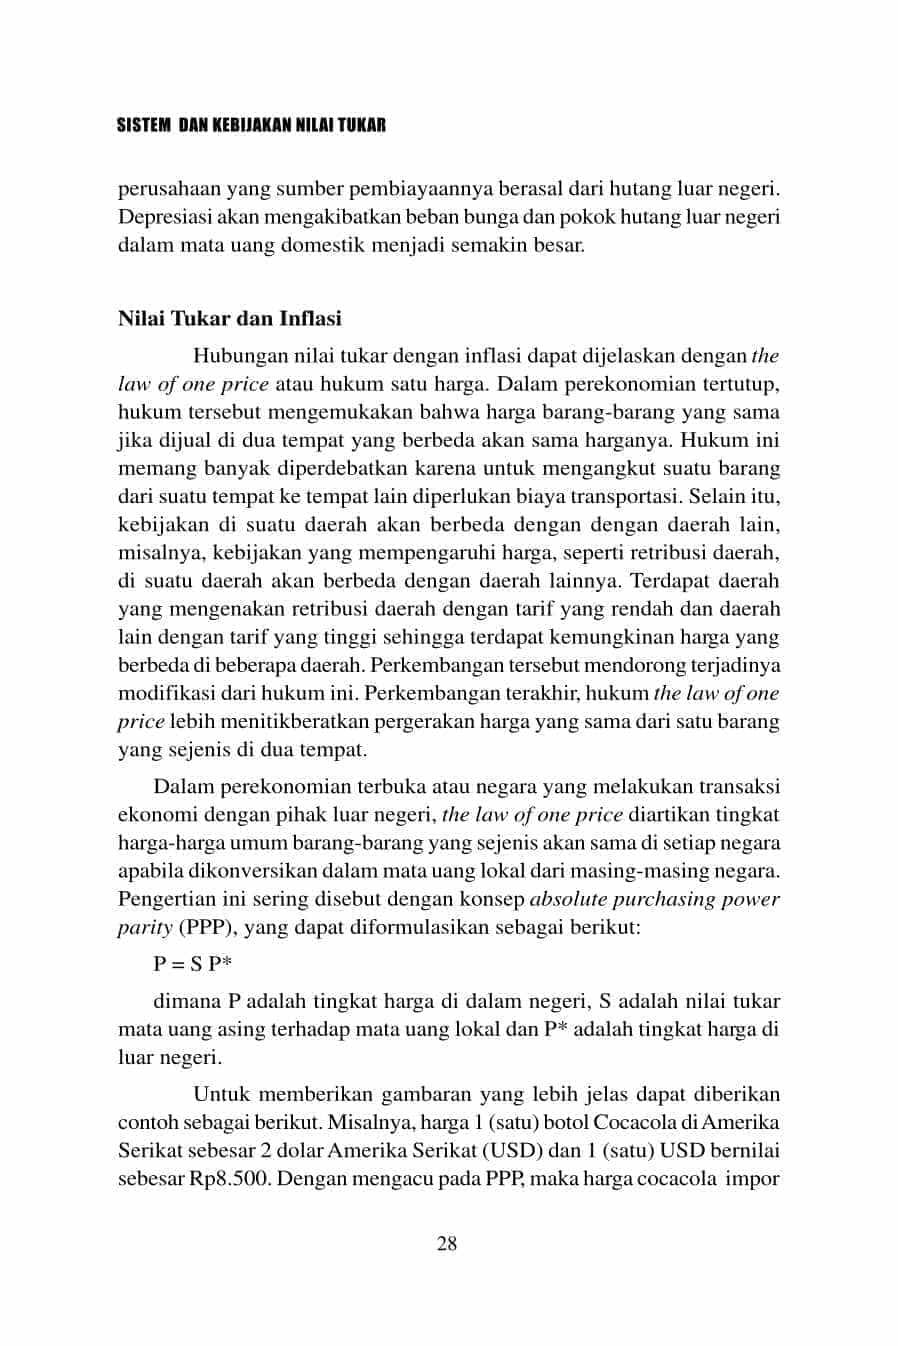 SISTEM DAN KEBIJAKAN NILAI TUKAR
perusahaan yang sumber pembiayaannya berasal dari hutang luar negeri.
Depresiasi akan mengakibatkan beban bunga dan pokok hutang luar negeri
dalam mata uang domestik menjadi semakin besar.
Nilai Tukar dan Inflasi
Hubungan nilai tukar dengan inflasi dapat dijelaskan dengan the
law of one price atau hukum satu harga. Dalam perekonomian tertutup,
hukum tersebut mengemukakan bahwa harga barang-barang yang sama
jika dijual di dua tempat yang berbeda akan sama harganya. Hukum ini
memang banyak diperdebatkan karena untuk mengangkut suatu barang
dari suatu tempat ke tempat lain diperlukan biaya transportasi. Selain itu,
kebijakan di suatu daerah akan berbeda dengan dengan daerah lain,
misalnya, kebijakan yang mempengaruhi harga, seperti retribusi daerah,
di suatu daerah akan berbeda dengan daerah lainnya. Terdapat daerah
yang mengenakan retribusi daerah dengan tarif yang rendah dan daerah
lain dengan tarif yang tinggi sehingga terdapat kemungkinan harga yang
berbeda di beberapa daerah. Perkembangan tersebut mendorong terjadinya
modifikasi dari hukum ini. Perkembangan terakhir, hukum the law of one
price lebih menitikberatkan pergerakan harga yang sama dari satu barang
yang sejenis di dua tempat.
Dalam perekonomian terbuka atau negara yang melakukan transaksi
ekonomi dengan pihak luar negeri, the law of one price diartikan tingkat
harga-harga umum barang-barang yang sejenis akan sama di setiap negara
apabila dikonversikan dalam mata uang lokal dari masing-masing negara.
Pengertian ini sering disebut dengan konsep absolute purchasing power
parity (PPP), yang dapat diformulasikan sebagai berikut:
P = S P*
dimana P adalah tingkat harga di dalam negeri, S adalah nilai tukar
mata uang asing terhadap mata uang lokal dan P* adalah tingkat harga di
luar negeri.
Untuk memberikan gambaran yang lebih jelas dapat diberikan
contoh sebagai berikut. Misalnya, harga 1 (satu) botol Cocacola di Amerika
Serikat sebesar 2 dolar Amerika Serikat (USD) dan 1 (satu) USD bernilai
sebesar Rp8.500. Dengan mengacu pada PPP, maka harga cocacola impor
28